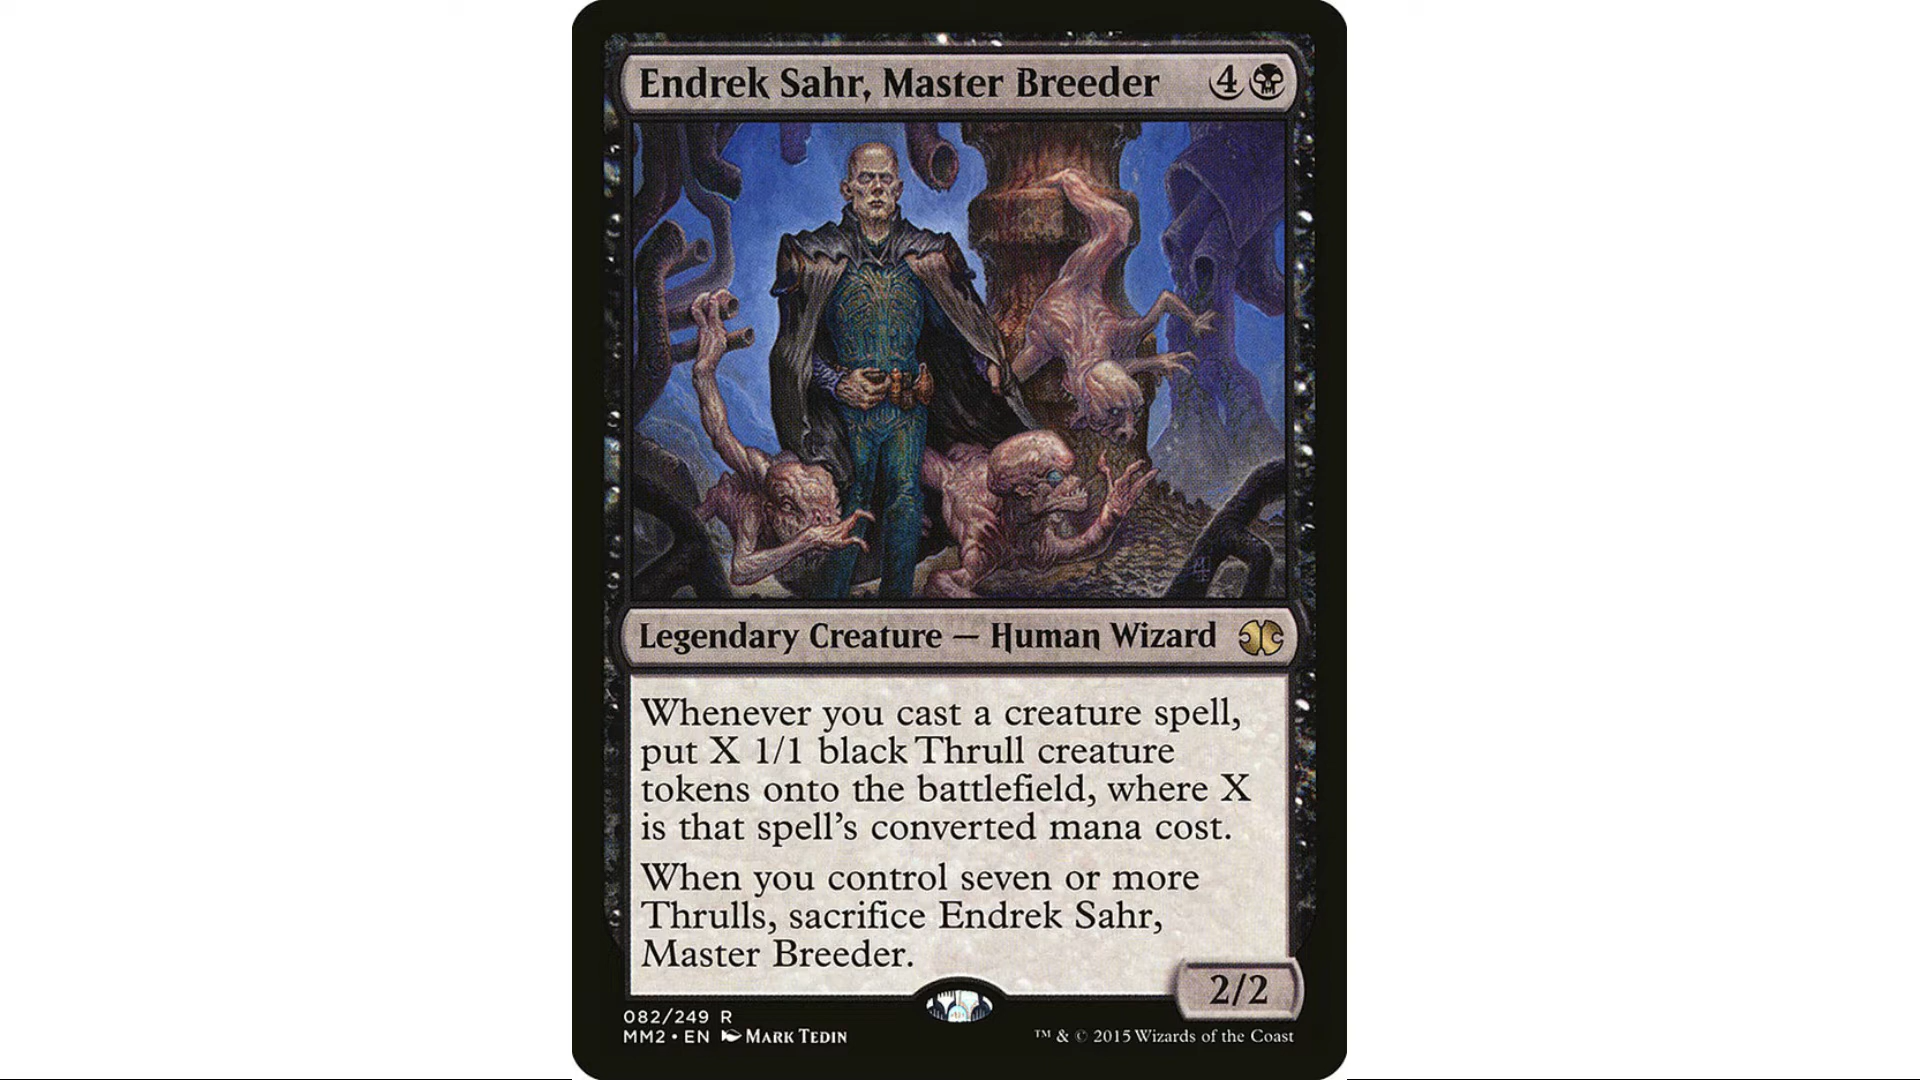 Endrek Sahr, Master Breeder 4
Legendary Creature — Human Wizard
Whenever you cast a creature spell,
put X 1/1 black Thrull creature
tokens onto the battlefield, where X
is that spell's converted mana cost.
When you control seven or more
Thrulls, sacrifice Endrek Sahr,
Master Breeder.
2/2
082/249 R
MM2 • EN Mark Tedin
™ & © 2015 Wizards of the Coast